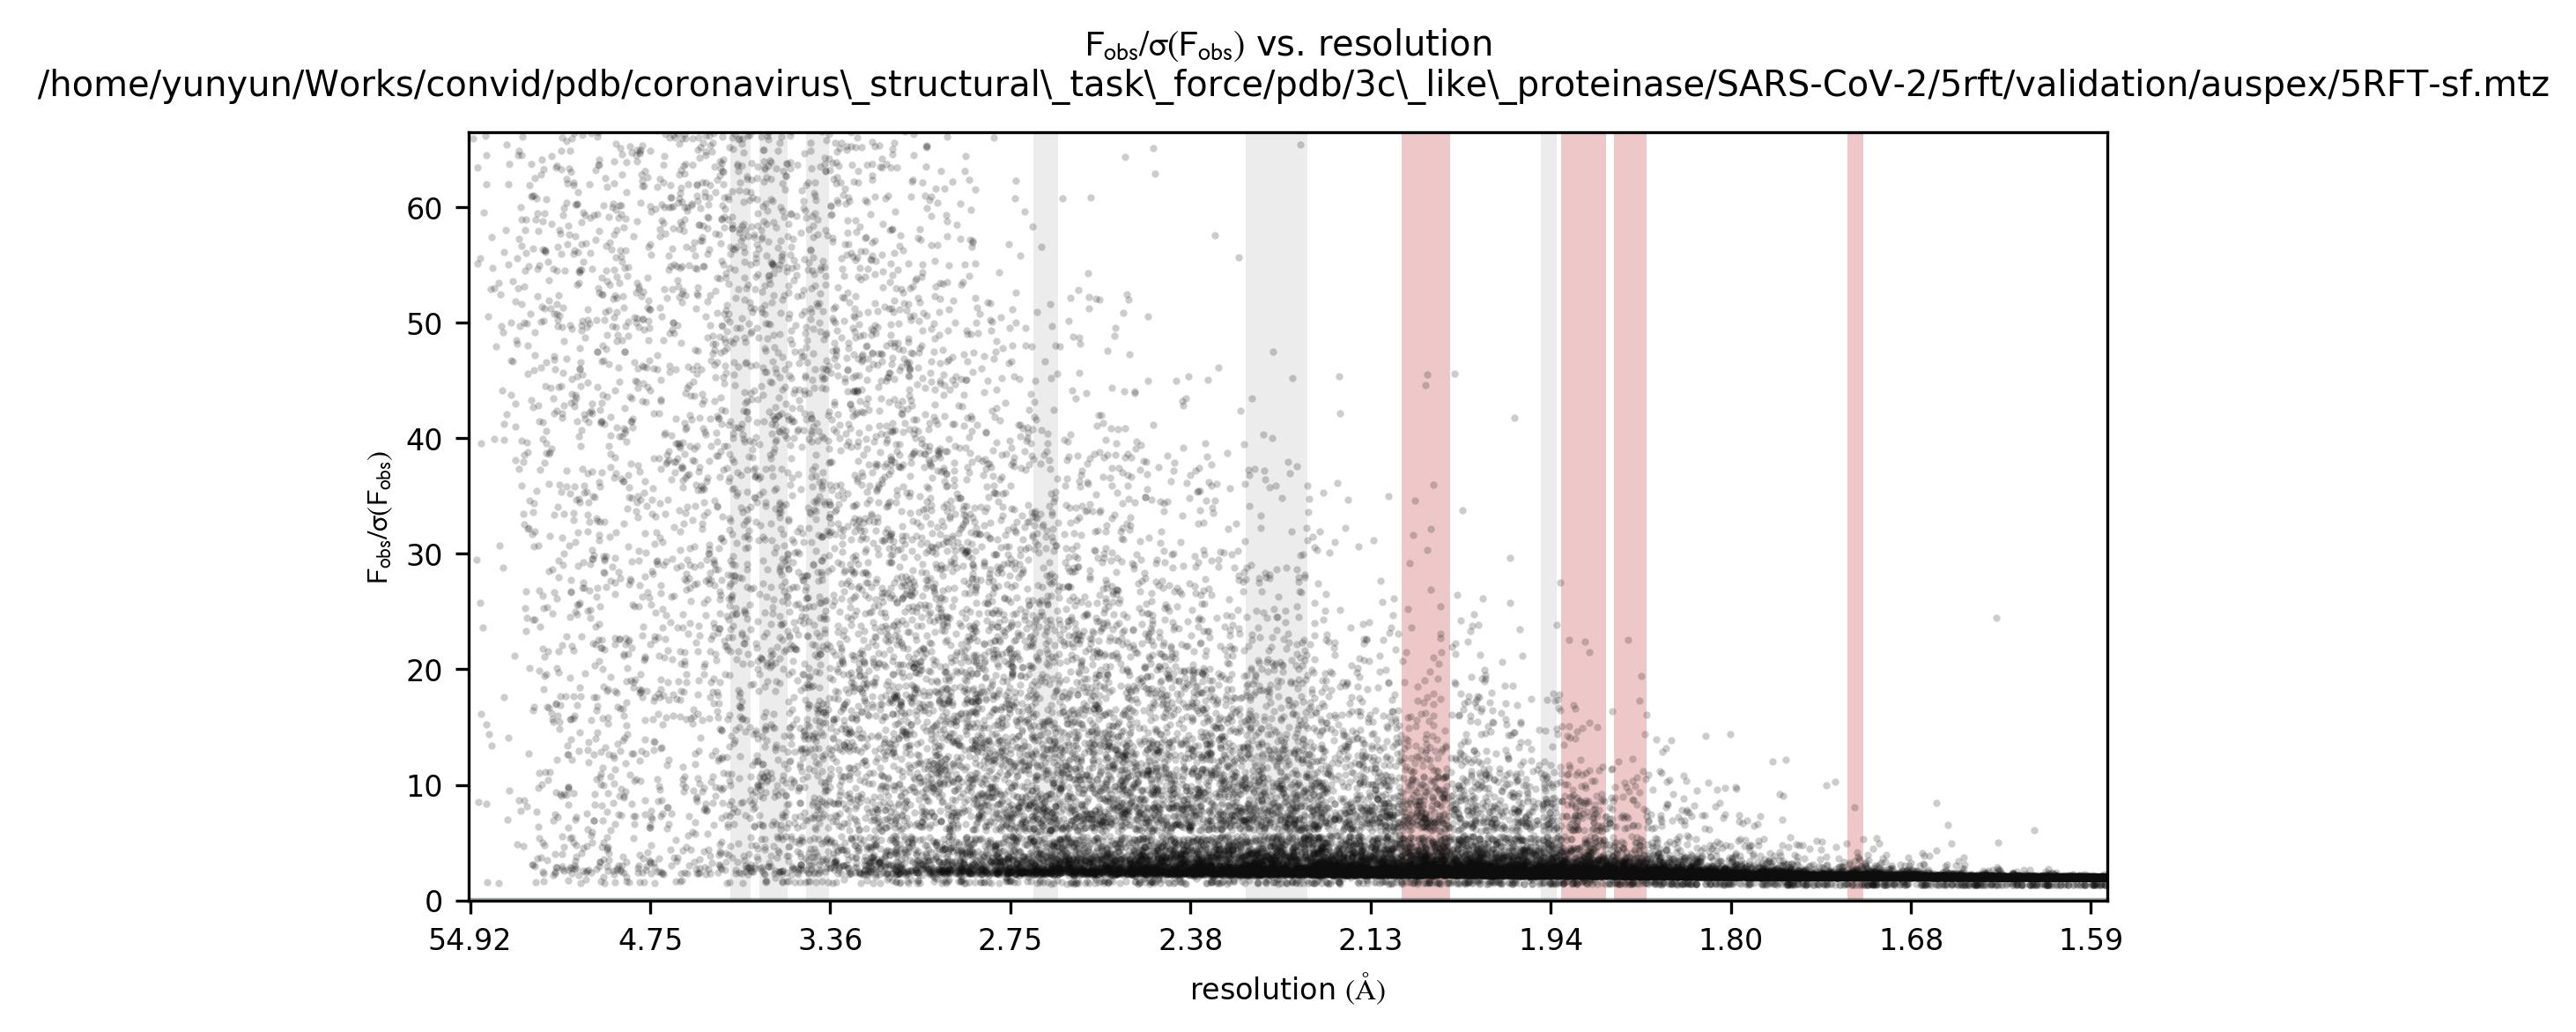 Fobs/σ(Fobs) vs. resolution
/home/yunyun/Works/convid/pdb/coronavirus\_structural\_task\_force/pdb/3c\_like\_proteinase/SARS-CoV-2/5rft/validation/auspex/5RFT-sf.mtz
60
50
40
30
20
10
0
Fobs/σ(Fobs)
54.92 4.75 3.36 2.75 2.38 2.13 1.94 1.80 1.68 1.59
resolution (Å)